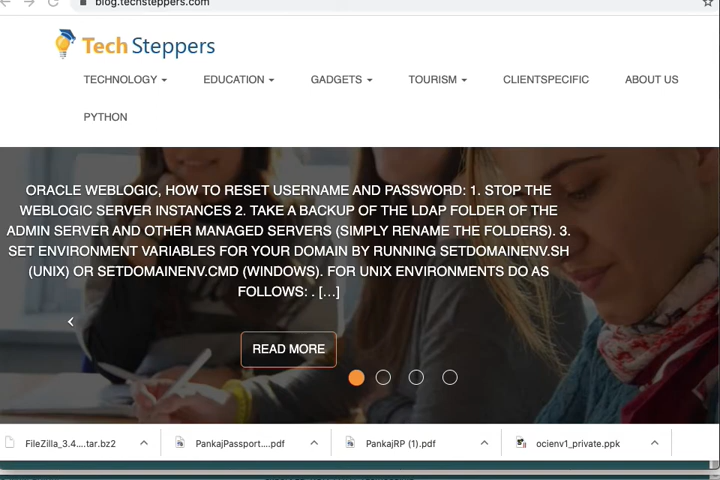 blog.techsteppers.com
Tech Steppers
TECHNOLOGY EDUCATION GADGETS TOURISM CLIENTSPECIFIC ABOUT US
PYTHON
ORACLE WEBLOGIC, HOW TO RESET USERNAME AND PASSWORD: 1. STOP THE
WEBLOGIC SERVER INSTANCES 2. TAKE A BACKUP OF THE LDAP FOLDER OF THE
ADMIN SERVER AND OTHER MANAGED SERVERS (SIMPLY RENAME THE FOLDERS). 3.
SET ENVIRONMENT VARIABLES FOR YOUR DOMAIN BY RUNNING SETDOMAINENV.SH
(UNIX) OR SETDOMAINENV.CMD (WINDOWS). FOR UNIX ENVIRONMENTS DO AS
FOLLOWS: . [...]
READ MORE
FileZilla_3.4....tar.bz2 PankajPassport....pdf PankajRP (1).pdf ocienv1_private.ppk